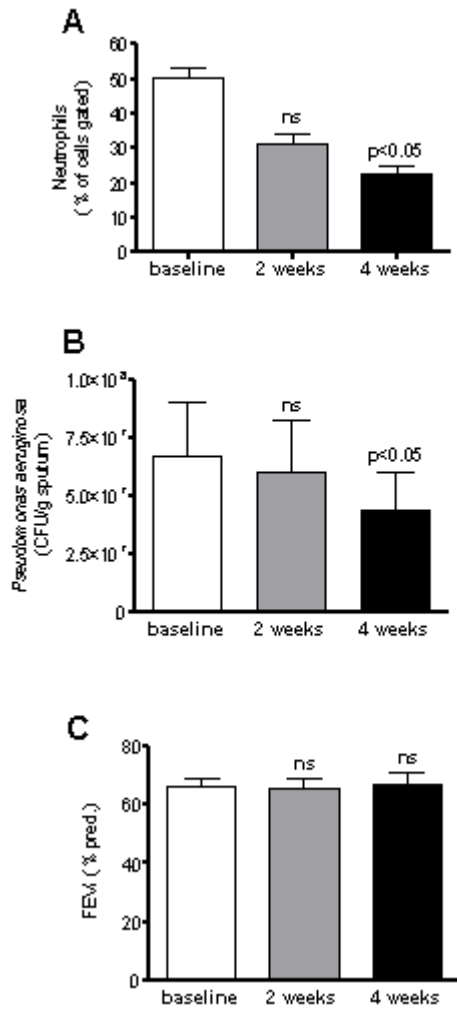 A
Neutrophils
( % of cells gated)
60
50
40
30
20
10
0
ns
p<0.05
baseline 2 weeks 4 weeks
B
Pseudomonas aeruginosa
(CFU/g sputum)
1.0×10⁸
7.5×10⁷
5.0×10⁷
2.5×10⁷
0
ns
p<0.05
baseline 2 weeks 4 weeks
C
( % pred.)
80
60
40
20
0
ns
ns
baseline 2 weeks 4 weeks